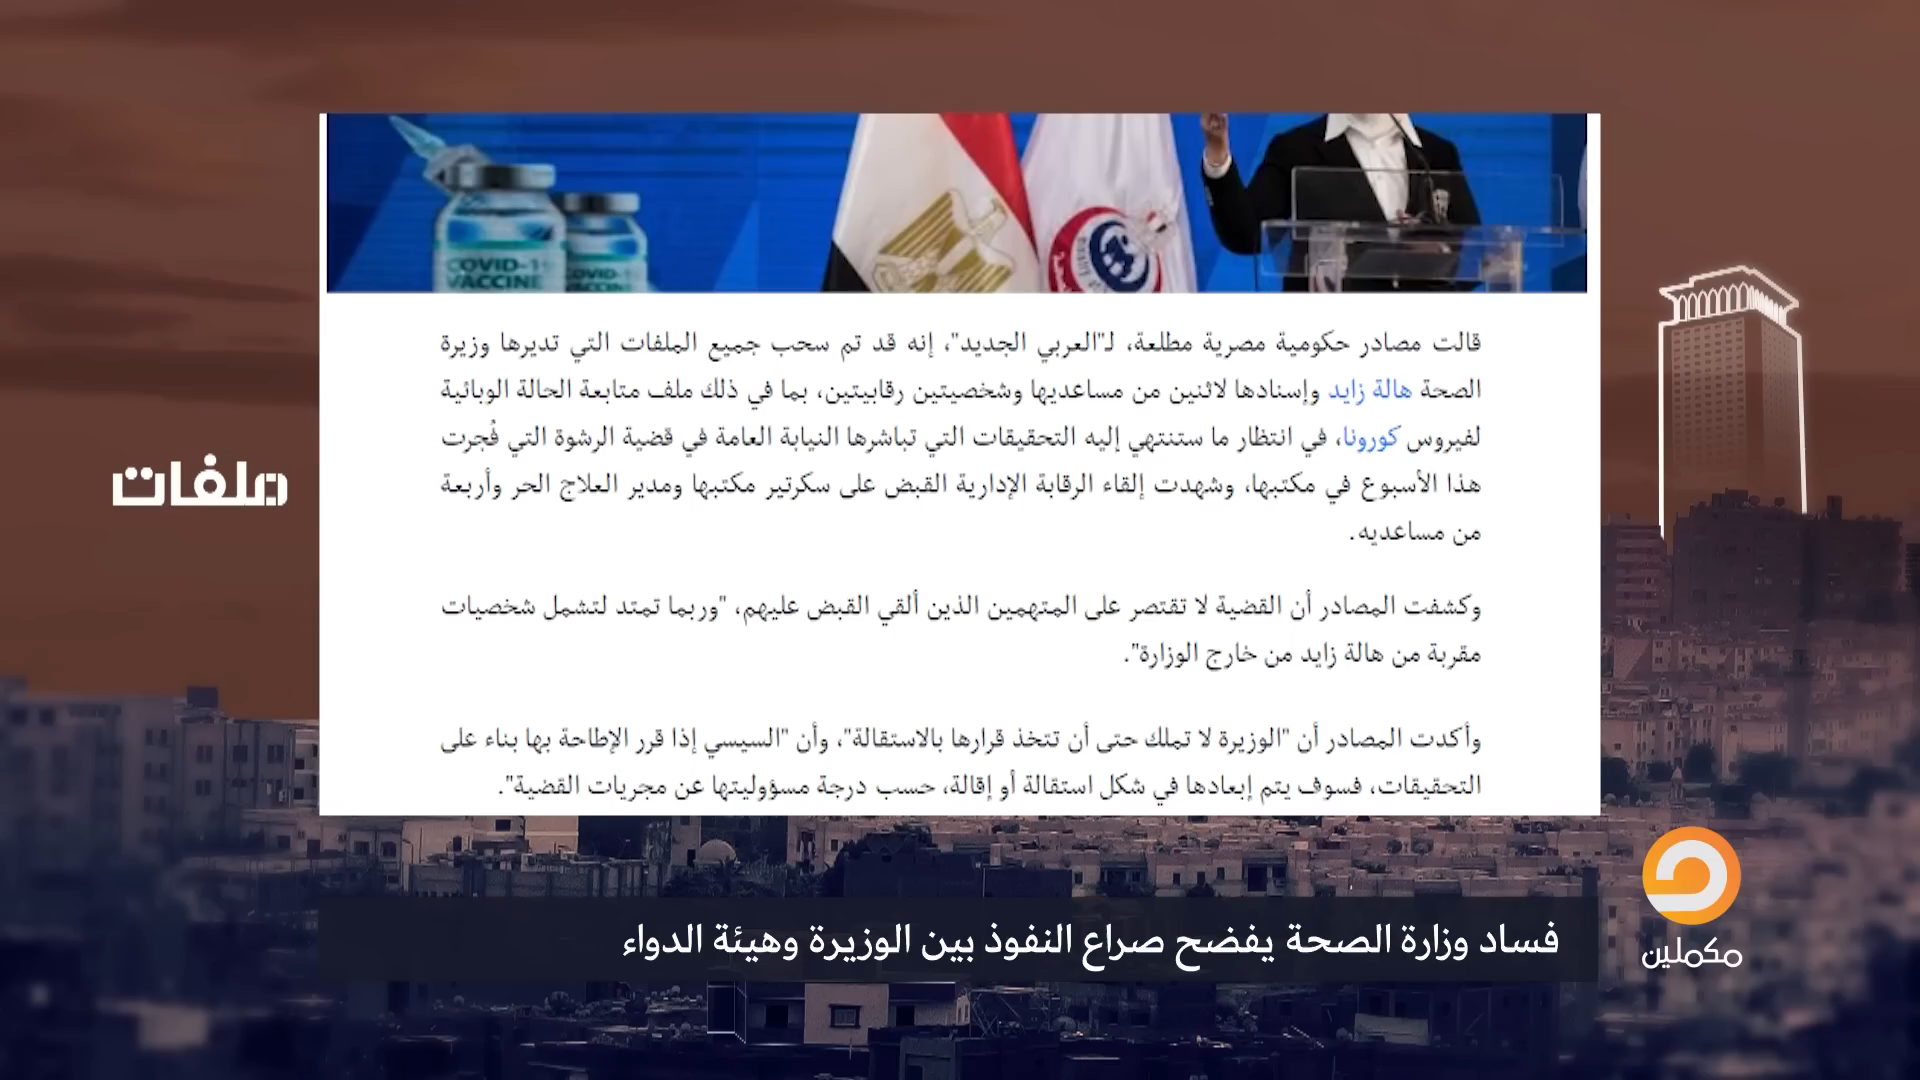 COVID-1
VACCINE
COVID-
VACCINE
قالت مصادر حكومية مصرية مطلعة، لـ"العربي الجديد"، إنه قد تم سحب جميع الملفات التي تديرها وزيرة
الصحة هالة زايد وإسنادها لاثنين من مساعديها وشخصيتين رقابيتين، بما في ذلك ملف متابعة الحالة الوبائية
لفيروس كورونا، في انتظار ما ستنتهي إليه التحقيقات التي تباشرها النيابة العامة في قضية الرشوة التي فُجرت
هذا الأسبوع في مكتبها، وشهدت إلقاء الرقابة الإدارية القبض على سكرتير مكتبها ومدير العلاج الحر وأربعة
من مساعديه.
وكشفت المصادر أن القضية لا تقتصر على المتهمين الذين ألقي القبض عليهم، "وربما تمتد لتشمل شخصيات
مقربة من هالة زايد من خارج الوزارة".
وأكدت المصادر أن "الوزيرة لا تملك حتى أن تتخذ قرارها بالاستقالة"، وأن "السيسي إذا قرر الإطاحة بها بناء على
التحقيقات، فسوف يتم إبعادها في شكل استقالة أو إقالة، حسب درجة مسؤوليتها عن مجريات القضية".
ملفات
فساد وزارة الصحة يفضح صراع النفوذ بين الوزيرة وهيئة الدواء
مكملين